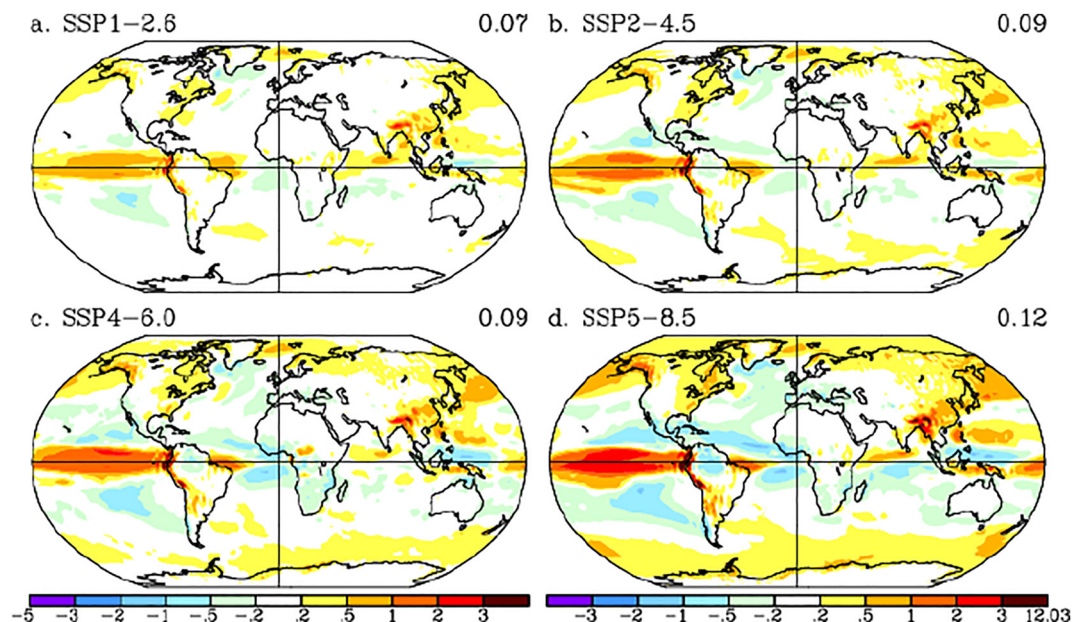 a. SSP1−2.6 0.07
b. SSP2−4.5 0.09
c. SSP4−6.0 0.09
d. SSP5−8.5 0.12
-5 -3 -2 -1 -.5 -.2 .2 .5 1 2 3
-3 -2 -1 -.5 -.2 .2 .5 1 2 3 12.03